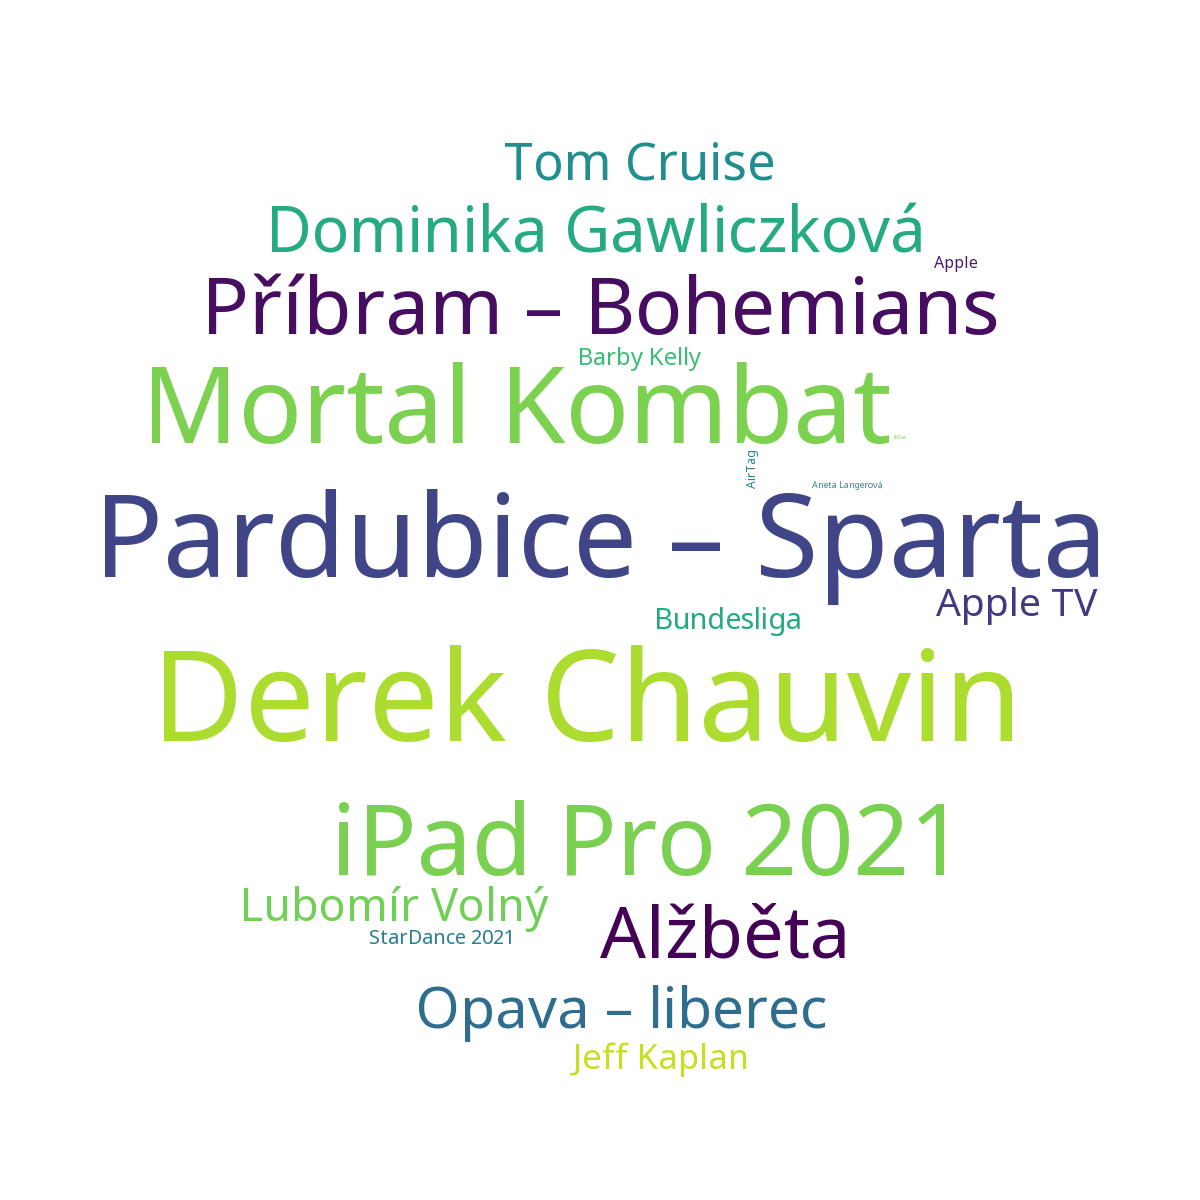 Tom Cruise
Dominika Gawliczková
Apple
Příbram – Bohemians
Barby Kelly
Mortal Kombat
iMac
AirTag
Aneta Langerová
Pardubice – Sparta
Apple TV
Bundesliga
Derek Chauvin
iPad Pro 2021
Lubomír Volný
Alžběta
StarDance 2021
Opava – liberec
Jeff Kaplan